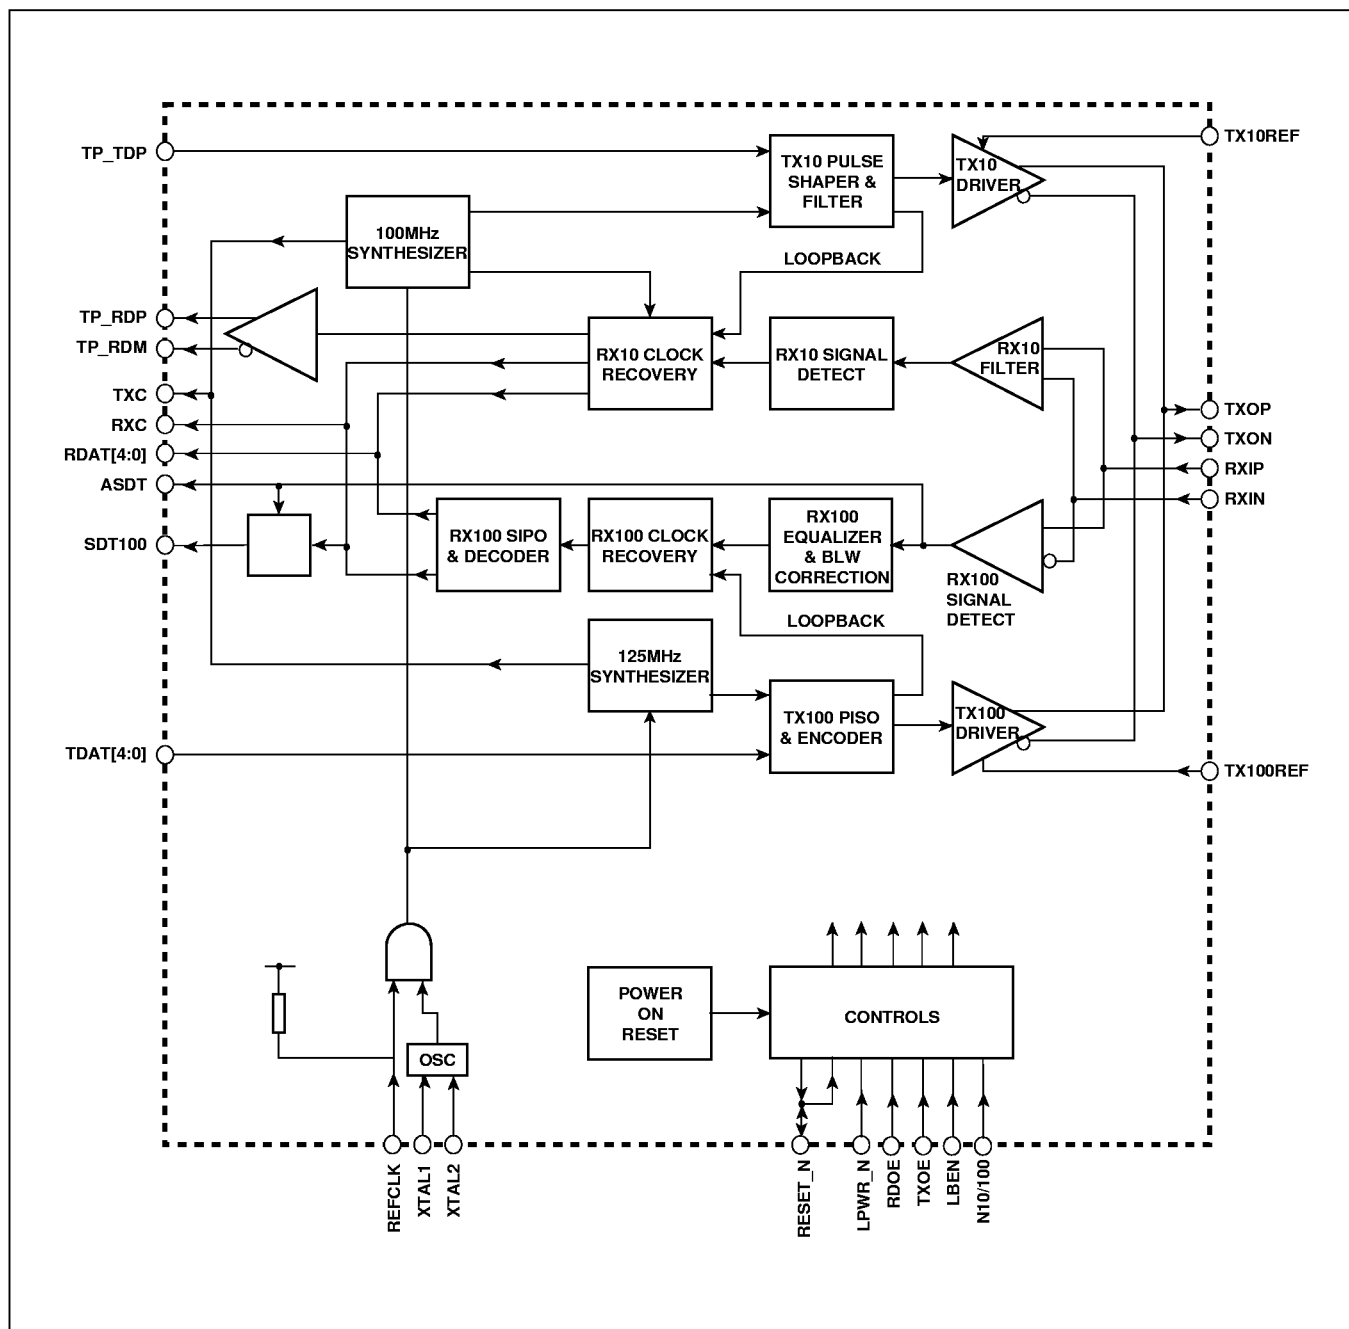 TP_TDP
TX10 PULSE
SHAPER &
FILTER
TX10
DRIVER
TX10REF
100MHz
SYNTHESIZER
LOOPBACK
TP_RDP
TP_RDM
TXC
RXC
RDAT[4:0]
ASDT
SDT100
RX10 CLOCK
RECOVERY
RX10 SIGNAL
DETECT
RX10
FILTER
TXOP
TXON
RXIP
RXIN
RX100 SIPO
& DECODER
RX100 CLOCK
RECOVERY
RX100
EQUALIZER
& BLW
CORRECTION
RX100
SIGNAL
DETECT
LOOPBACK
125MHz
SYNTHESIZER
TX100 PISO
& ENCODER
TX100
DRIVER
TDAT[4:0]
TX100REF
POWER
ON
RESET
CONTROLS
OSC
REFCLK
XTAL1
XTAL2
RESET_N
LPWR_N
RDOE
TXOE
LBEN
N10/100